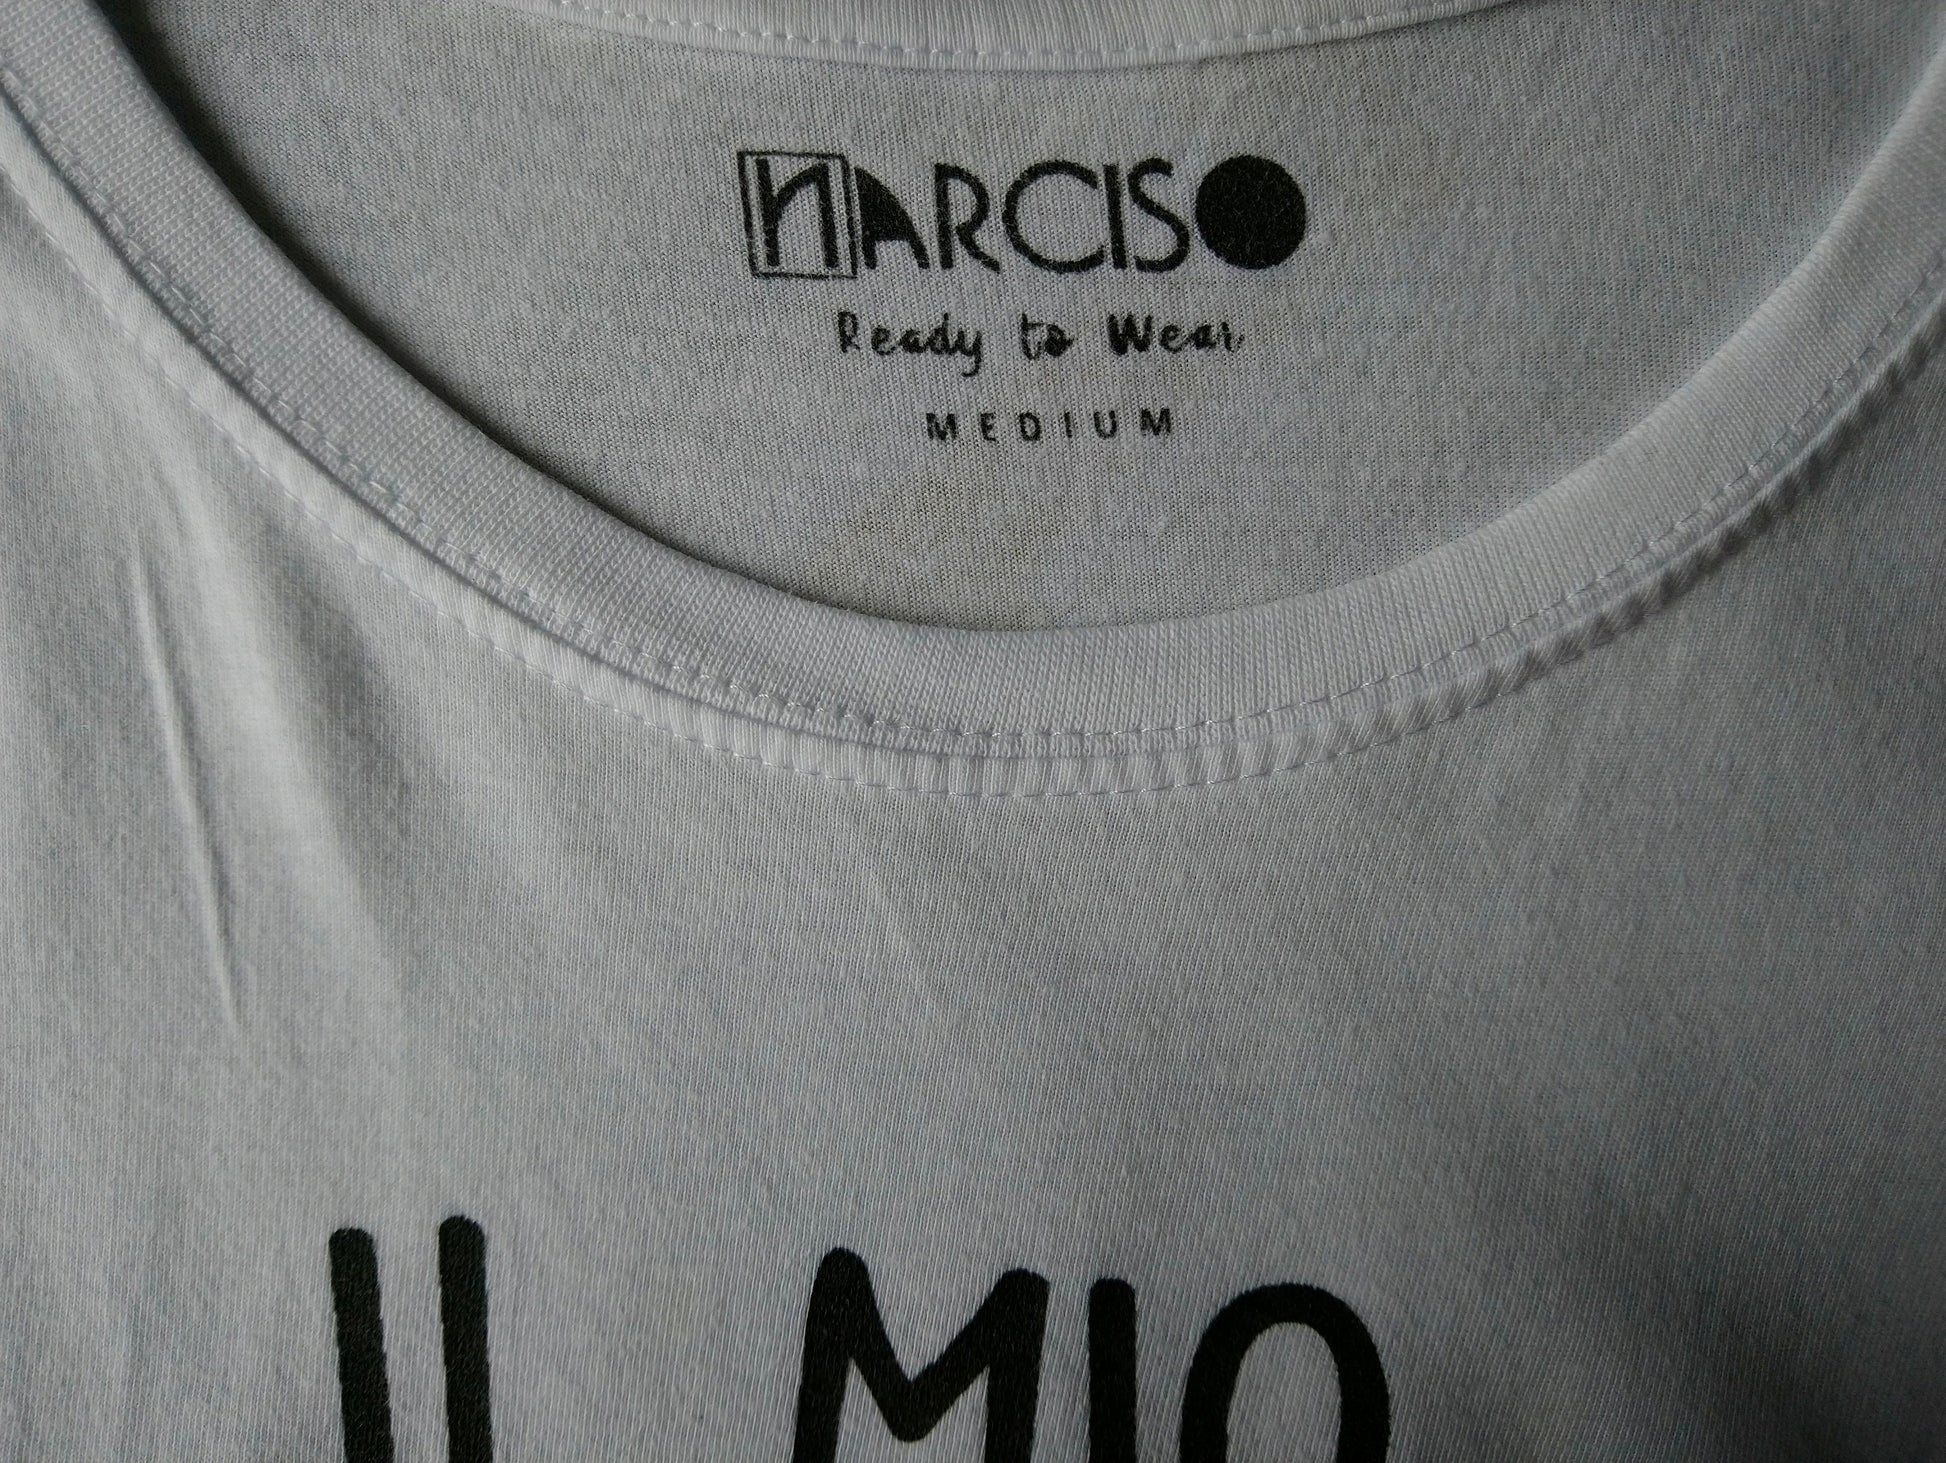 NARCISO
Ready to Wear
MEDIUM
IL MIO